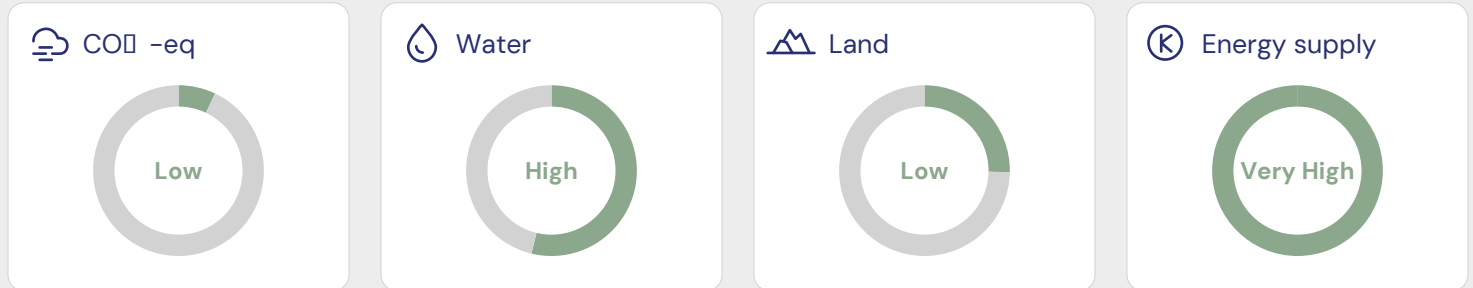 CO▯ -eq
Water
Land
Energy supply
Low
High
Low
Very High